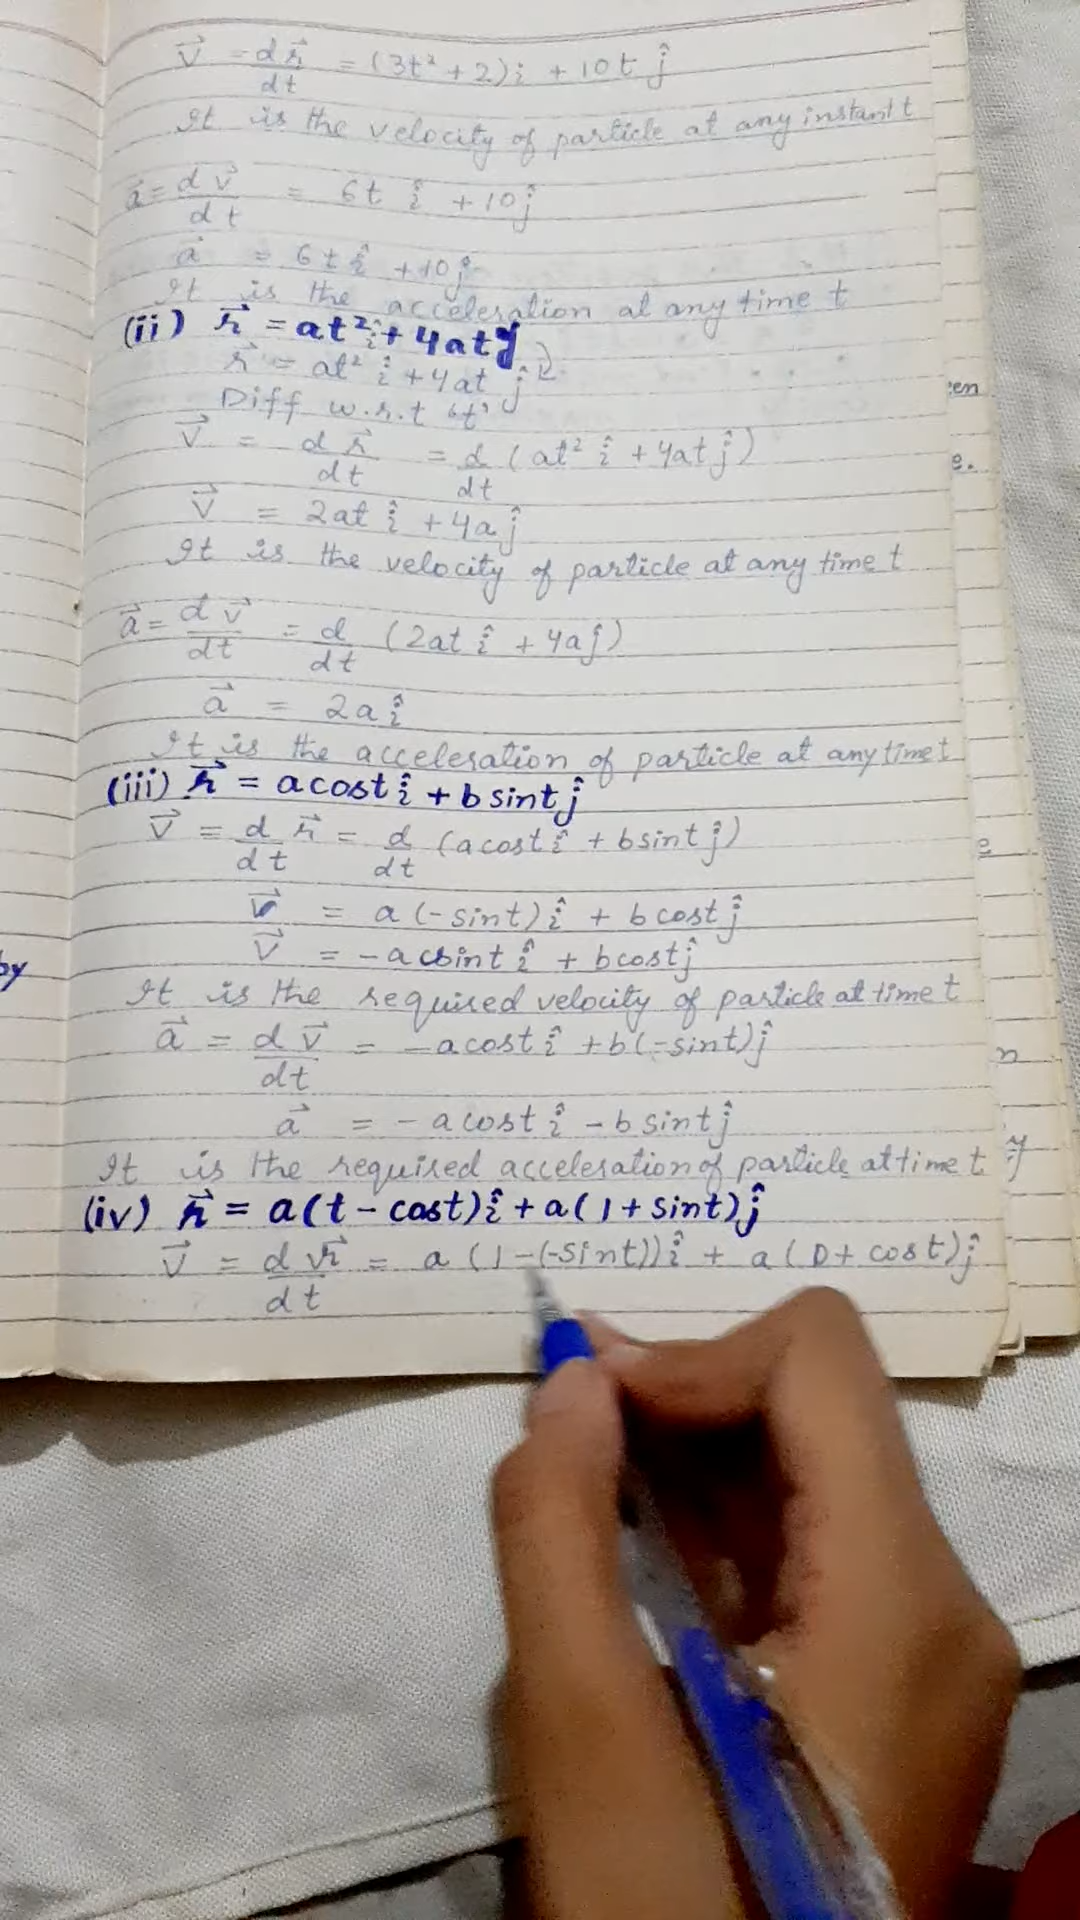 v⃗ = dr⃗/dt = (3t² + 2)î + 10t ĵ
It is the velocity of particle at any instant t
a⃗ = dv⃗/dt = 6t î + 10ĵ
a⃗ = 6t î + 10ĵ
It is the acceleration at any time t
(ii) r⃗ = at²î + 4atĵ
r⃗ = at² î + 4at ĵ
Diff w.r.t 't'
v⃗ = dr⃗/dt = d/dt (at² î + 4at ĵ)
v⃗ = 2at î + 4a ĵ
It is the velocity of particle at any time t
a⃗ = dv⃗/dt = d/dt (2at î + 4aĵ)
a⃗ = 2a î
It is the acceleration of particle at any time t
(iii) r⃗ = acost î + b sint ĵ
v⃗ = d/dt r⃗ = d/dt (acost î + bsint ĵ)
v⃗ = a(-sint) î + bcost ĵ
v⃗ = -a sint î + bcost ĵ
It is the required velocity of particle at time t
a⃗ = dv⃗/dt = -acost î + b(-sint) ĵ
a⃗ = -a cost î - b sint ĵ
It is the required acceleration of particle at time t
(iv) r⃗ = a(t - cost) î + a(1 + sint) ĵ
v⃗ = dr⃗/dt = a(1-(-sint)) î + a(0 + cost) ĵ
by
en
e.
e
n
y